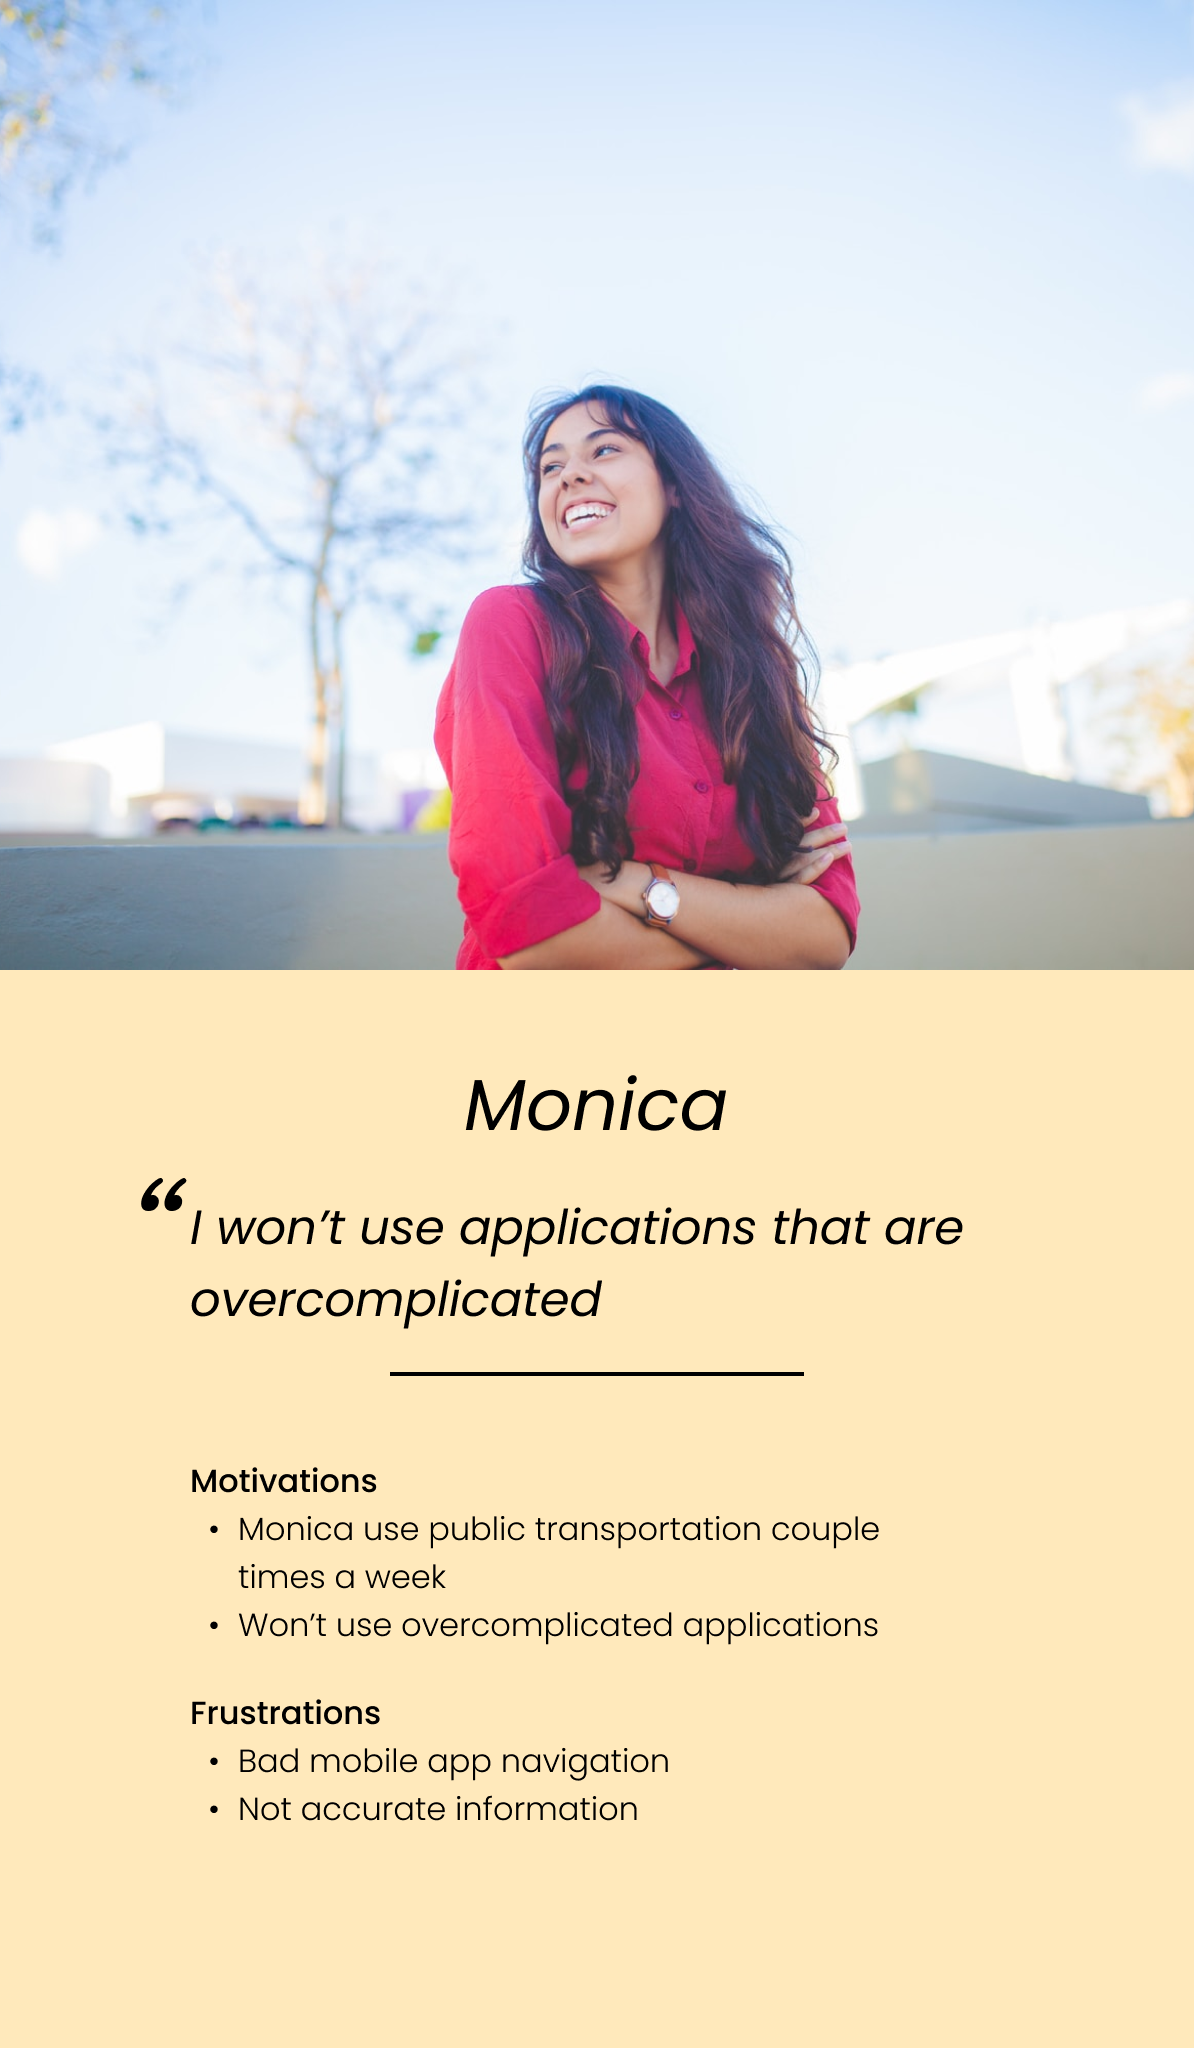 Monica
“I won’t use applications that are
overcomplicated
Motivations
• Monica use public transportation couple
times a week
• Won’t use overcomplicated applications
Frustrations
• Bad mobile app navigation
• Not accurate information